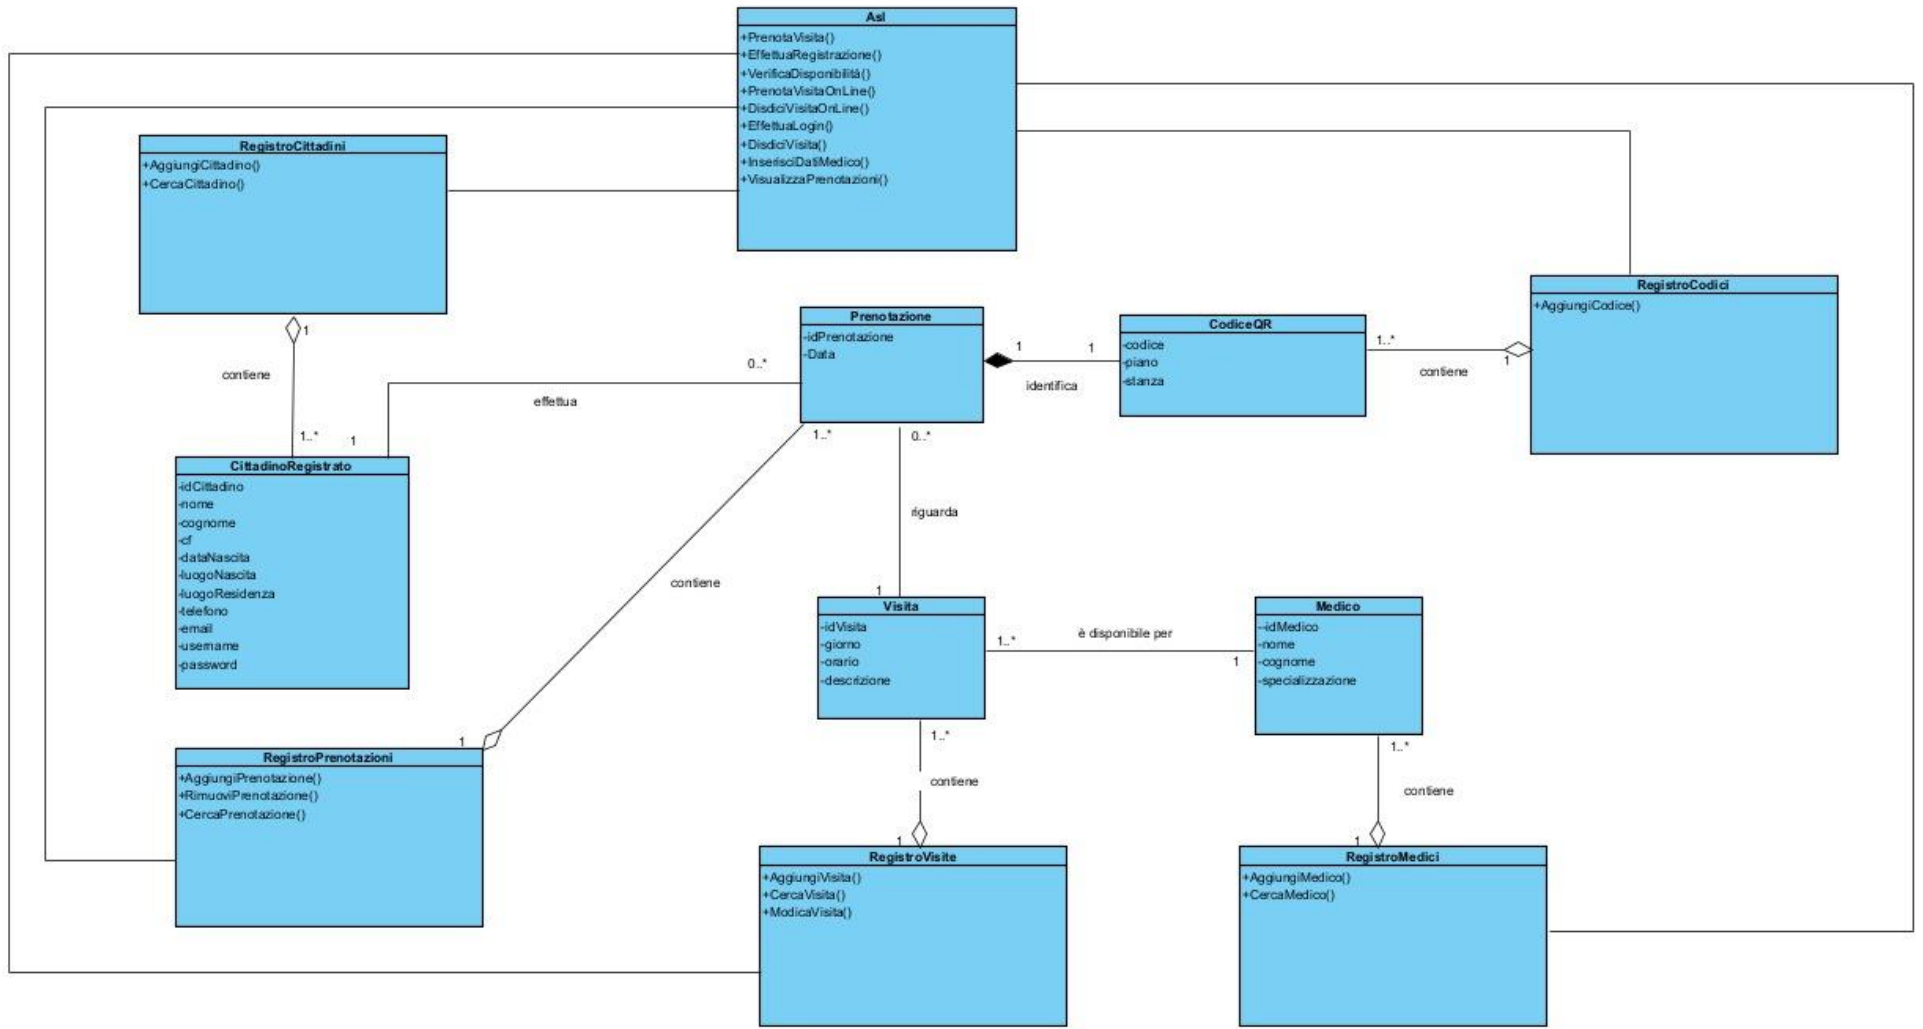 Asl
+PrenotaVisita()
+EffettuaRegistrazione()
+VerificaDisponibilità()
+PrenotaVisitaOnLine()
+DisdiciVisitaOnLine()
+EffettuaLogin()
+DisdiciVisita()
+InserisciDatiMedico()
+VisualizzaPrenotazioni()
RegistroCittadini
+AggiungiCittadino()
+CercaCittadino()
1
contiene
1..*
RegistroCodici
+AggiungiCodice()
Prenotazione
-idPrenotazione
-Data
1
1
identifica
CodiceQR
-codice
-piano
-stanza
1..*
1
contiene
0..*
effettua
1
CittadinoRegistrato
-idCittadino
-nome
-cognome
-cf
-dataNascita
-luogoNascita
-luogoResidenza
-telefono
-email
-username
-password
1..*
contiene
1
0..*
riguarda
1
Visita
-idVisita
-giorno
-orario
-descrizione
1..*
è disponibile per
1
Medico
--idMedico
-nome
-cognome
-specializzazione
RegistroPrenotazioni
+AggiungiPrenotazione()
+RimuoviPrenotazione()
+CercaPrenotazione()
1..*
contiene
1
RegistroVisite
+AggiungiVisita()
+CercaVisita()
+ModicaVisita()
1..*
contiene
1
RegistroMedici
+AggiungiMedico()
+CercaMedico()